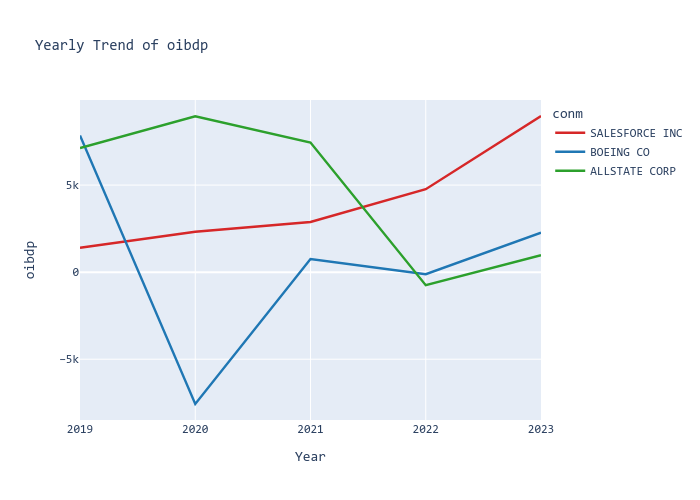 Yearly Trend of oibdp
conm
SALESFORCE INC
BOEING CO
ALLSTATE CORP
oibdp
5k
0
−5k
2019 2020 2021 2022 2023
Year